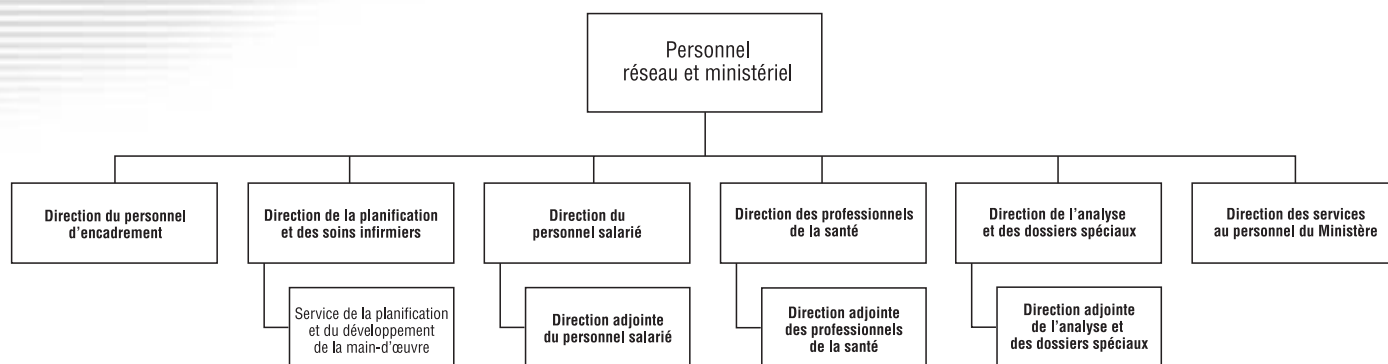 Personnel
réseau et ministériel
Direction du personnel
d'encadrement
Direction de la planification
et des soins infirmiers
Direction du
personnel salarié
Direction des professionnels
de la santé
Direction de l'analyse
et des dossiers spéciaux
Direction des services
au personnel du Ministère
Service de la planification
et du développement
de la main-d'œuvre
Direction adjointe
du personnel salarié
Direction adjointe
des professionnels
de la santé
Direction adjointe
de l'analyse et
des dossiers spéciaux